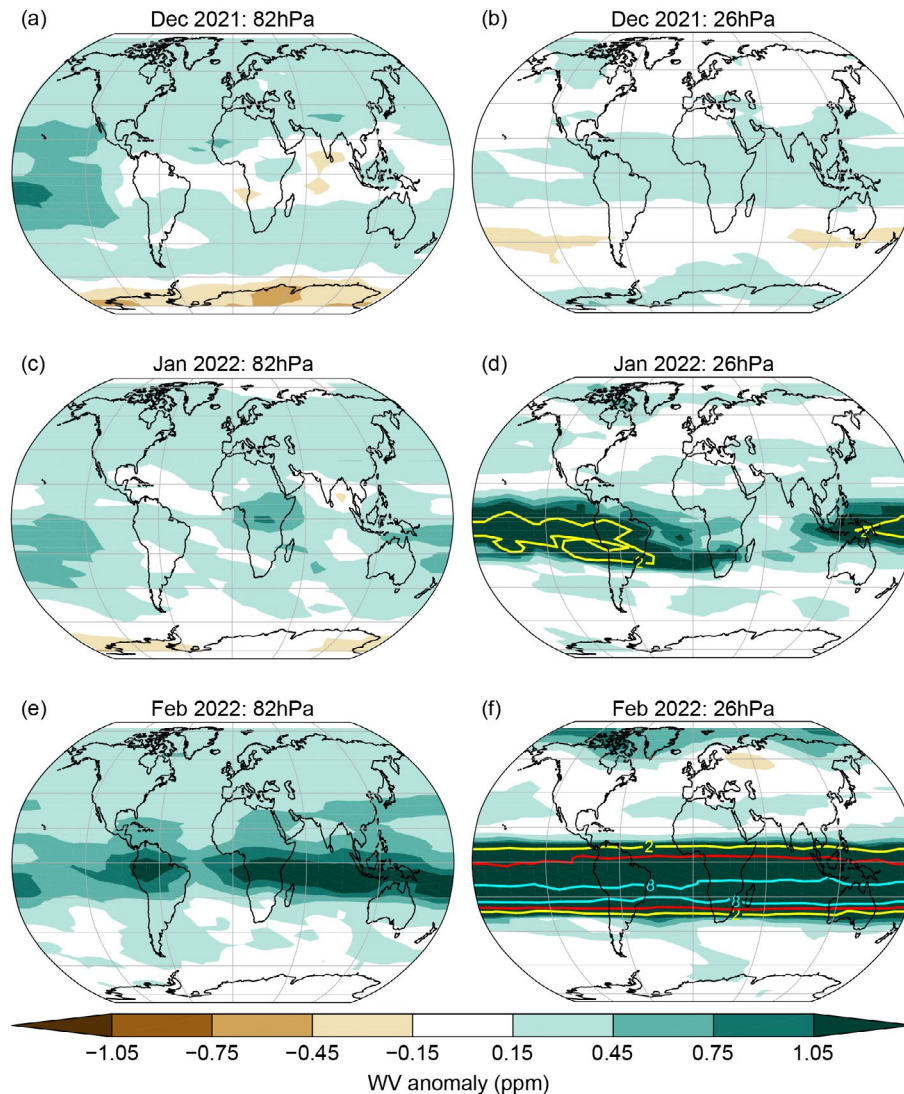 (a) Dec 2021: 82hPa
(b) Dec 2021: 26hPa
(c) Jan 2022: 82hPa
(d) Jan 2022: 26hPa
2
2
(e) Feb 2022: 82hPa
(f) Feb 2022: 26hPa
2
8
8
2
−1.05 −0.75 −0.45 −0.15 0.15 0.45 0.75 1.05
WV anomaly (ppm)